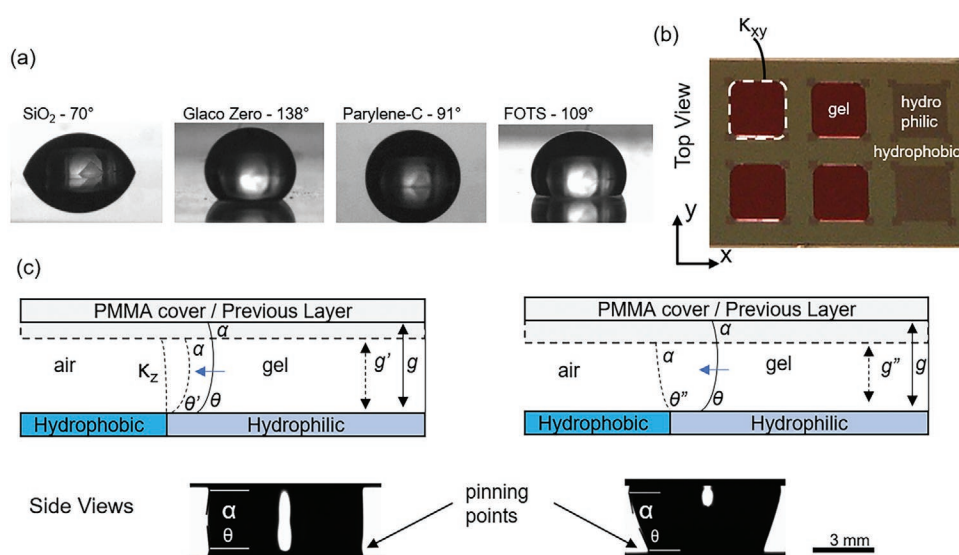 (a)
SiO₂ - 70°
Glaco Zero - 138°
Parylene-C - 91°
FOTS - 109°
(b)
κxy
Top View
gel
hydro
philic
hydrophobic
y
x
(c)
PMMA cover / Previous Layer
α
air
κz
α
gel
g'
g
θ'
θ
Hydrophobic
Hydrophilic
PMMA cover / Previous Layer
α
air
α
gel
g''
g
θ''
θ
Hydrophobic
Hydrophilic
Side Views
α
θ
pinning
points
α
θ
3 mm